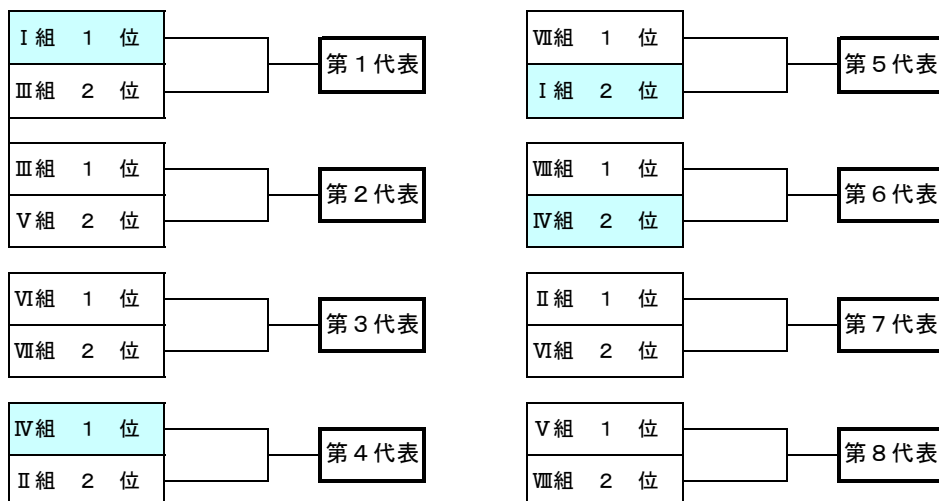 Ⅰ組 1 位
第1代表
Ⅲ組 2 位
Ⅲ組 1 位
第2代表
Ⅴ組 2 位
Ⅵ組 1 位
第3代表
Ⅶ組 2 位
Ⅳ組 1 位
第4代表
Ⅱ組 2 位
Ⅶ組 1 位
第5代表
Ⅰ組 2 位
Ⅷ組 1 位
第6代表
Ⅳ組 2 位
Ⅱ組 1 位
第7代表
Ⅵ組 2 位
Ⅴ組 1 位
第8代表
Ⅷ組 2 位